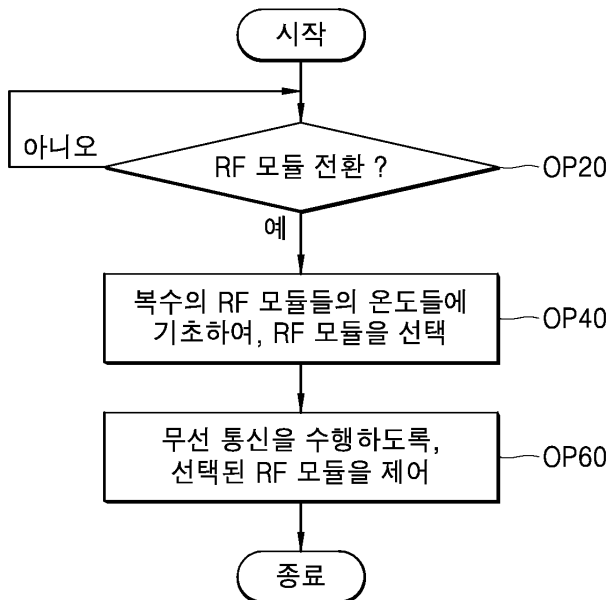 시작
아니오
RF 모듈 전환 ?
OP20
예
복수의 RF 모듈들의 온도들에
기초하여, RF 모듈을 선택
OP40
무선 통신을 수행하도록,
선택된 RF 모듈을 제어
OP60
종료